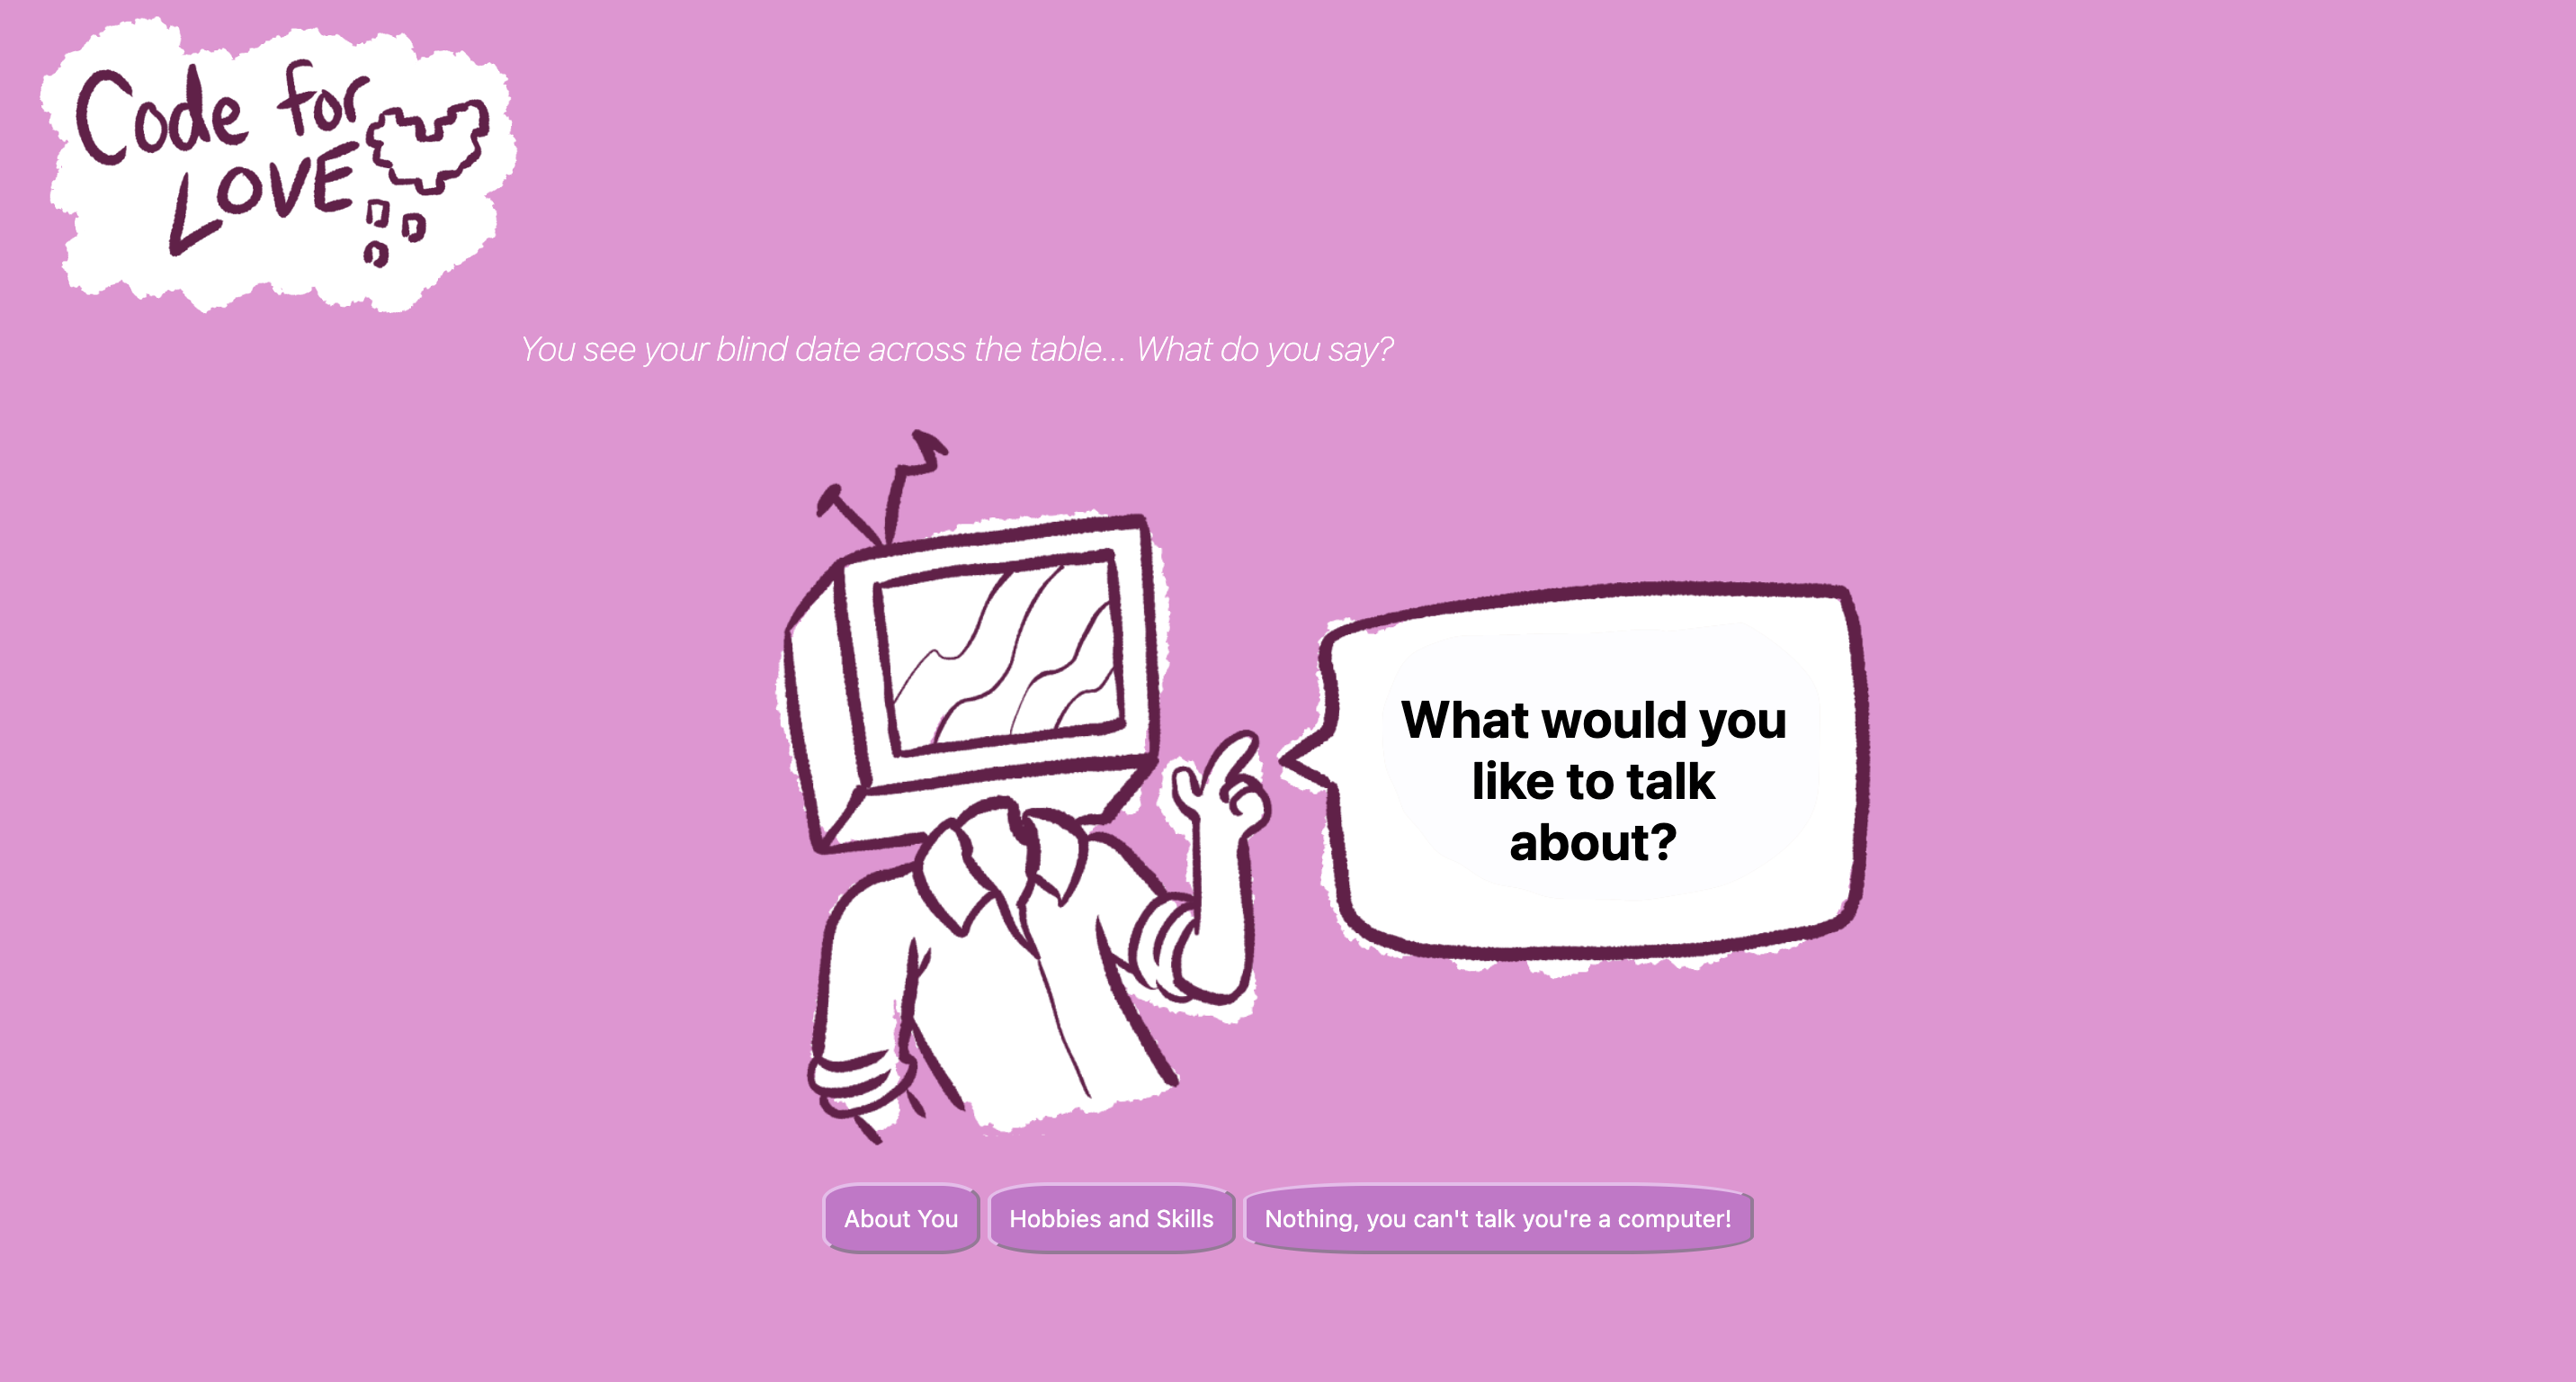 Code for
LOVE
You see your blind date across the table... What do you say?
What would you
like to talk
about?
About You
Hobbies and Skills
Nothing, you can't talk you're a computer!